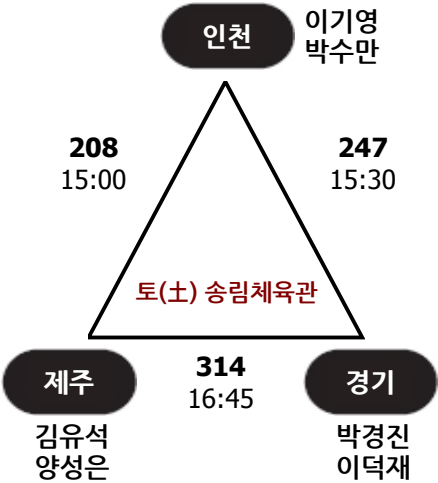 인천
이기영
박수만
208
15:00
247
15:30
토(土) 송림체육관
제주
314
16:45
경기
김유석
양성은
박경진
이덕재